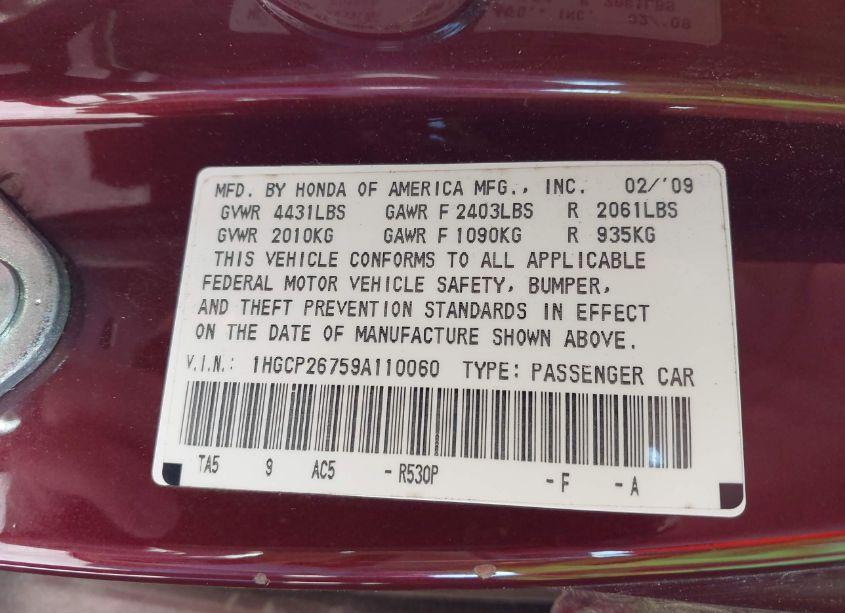 MFD. BY HONDA OF AMERICA MFG., INC. 02/'09
GVWR 4431LBS GAWR F 2403LBS R 2061LBS
GVWR 2010KG GAWR F 1090KG R 935KG
THIS VEHICLE CONFORMS TO ALL APPLICABLE
FEDERAL MOTOR VEHICLE SAFETY, BUMPER,
AND THEFT PREVENTION STANDARDS IN EFFECT
ON THE DATE OF MANUFACTURE SHOWN ABOVE.
V.I.N.: 1HGCP26759A110060 TYPE: PASSENGER CAR
TA5 9 AC5 - R530P - F - A